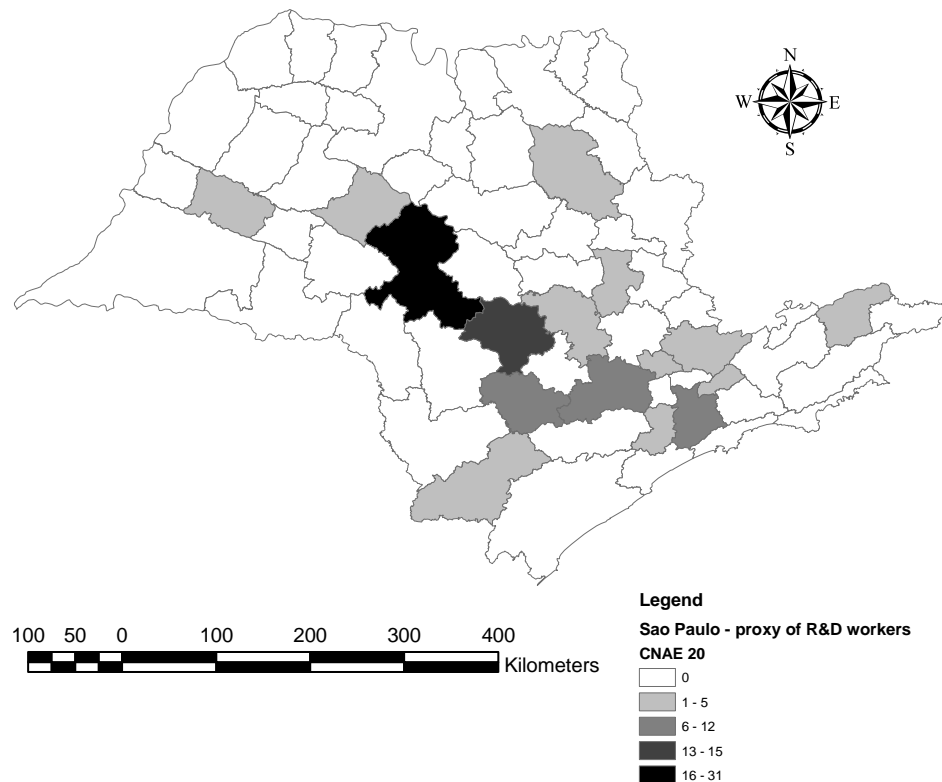 N
W E
S
100 50 0 100 200 300 400
Kilometers
Legend
Sao Paulo - proxy of R&D workers
CNAE 20
0
1 - 5
6 - 12
13 - 15
16 - 31